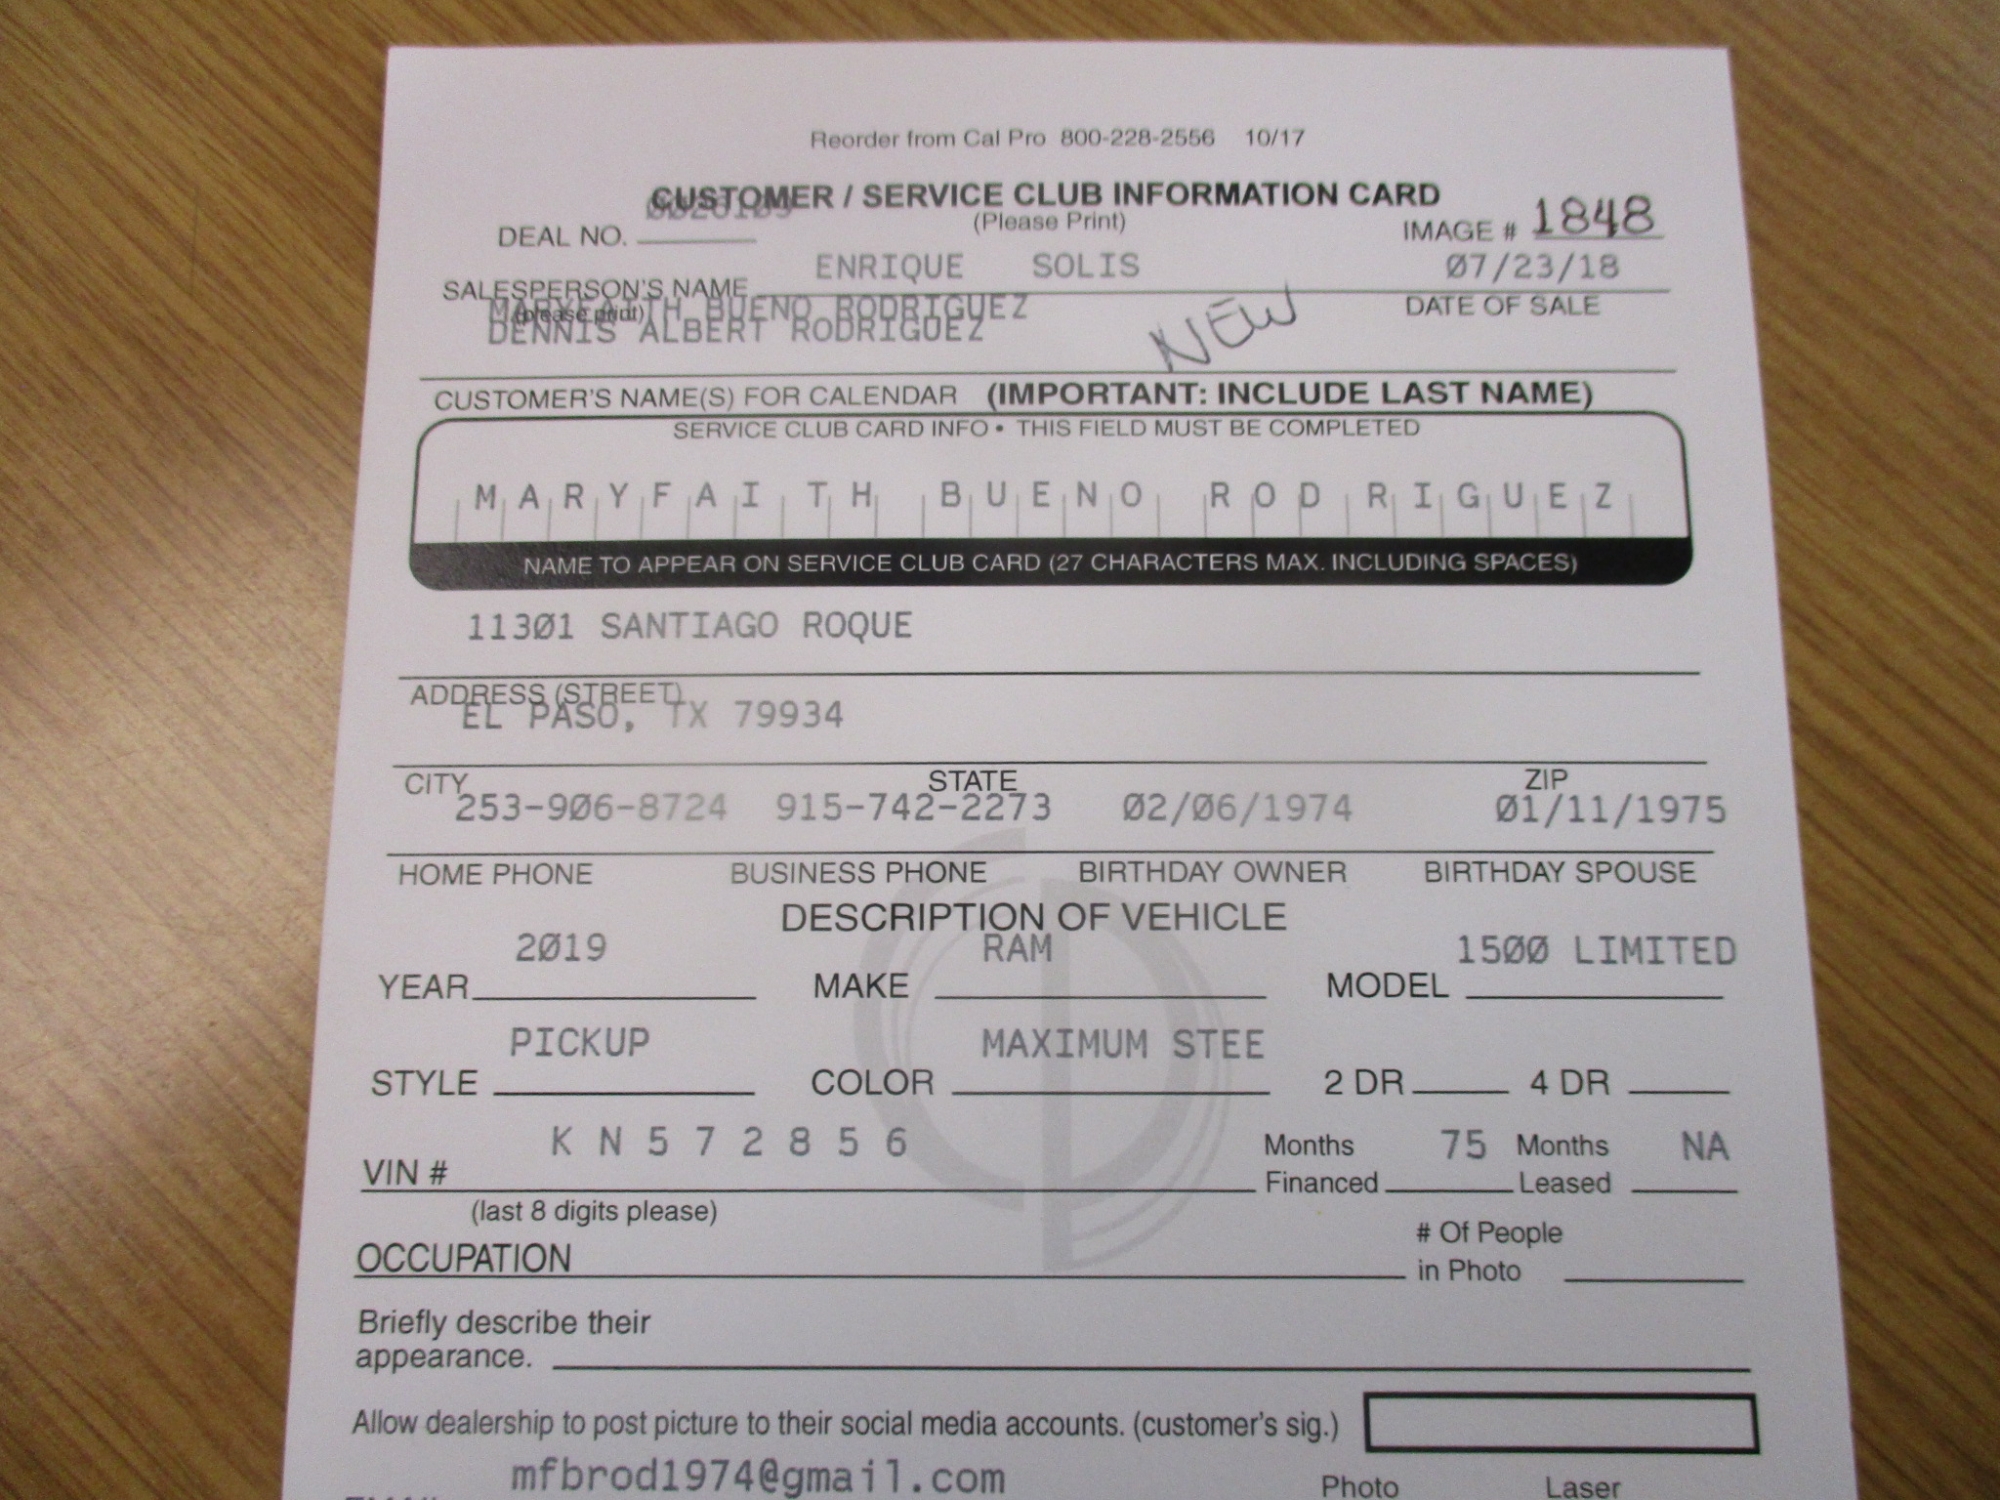 Reorder from Cal Pro 800-228-2556 10/17
CUSTOMER / SERVICE CLUB INFORMATION CARD
(Please Print)
DEAL NO.
IMAGE # 1848
ENRIQUE SOLIS 07/23/18
SALESPERSON'S NAME
(please print)
DATE OF SALE
MARYFAITH BUENO RODRIGUEZ
DENNIS ALBERT RODRIGUEZ
NEW
CUSTOMER'S NAME(S) FOR CALENDAR (IMPORTANT: INCLUDE LAST NAME)
SERVICE CLUB CARD INFO • THIS FIELD MUST BE COMPLETED
MARYFAITH BUENO RODRIGUEZ
NAME TO APPEAR ON SERVICE CLUB CARD (27 CHARACTERS MAX. INCLUDING SPACES)
11301 SANTIAGO ROQUE
ADDRESS (STREET)
EL PASO, TX 79934
CITY STATE ZIP
253-906-8724 915-742-2273 02/06/1974 01/11/1975
HOME PHONE BUSINESS PHONE BIRTHDAY OWNER BIRTHDAY SPOUSE
DESCRIPTION OF VEHICLE
2019 RAM 1500 LIMITED
YEAR MAKE MODEL
PICKUP MAXIMUM STEE
STYLE COLOR 2 DR 4 DR
KN572856 Months 75 Months NA
VIN # Financed Leased
(last 8 digits please)
# Of People
OCCUPATION in Photo
Briefly describe their
appearance.
Allow dealership to post picture to their social media accounts. (customer's sig.)
mfbrod1974@gmail.com
Photo Laser